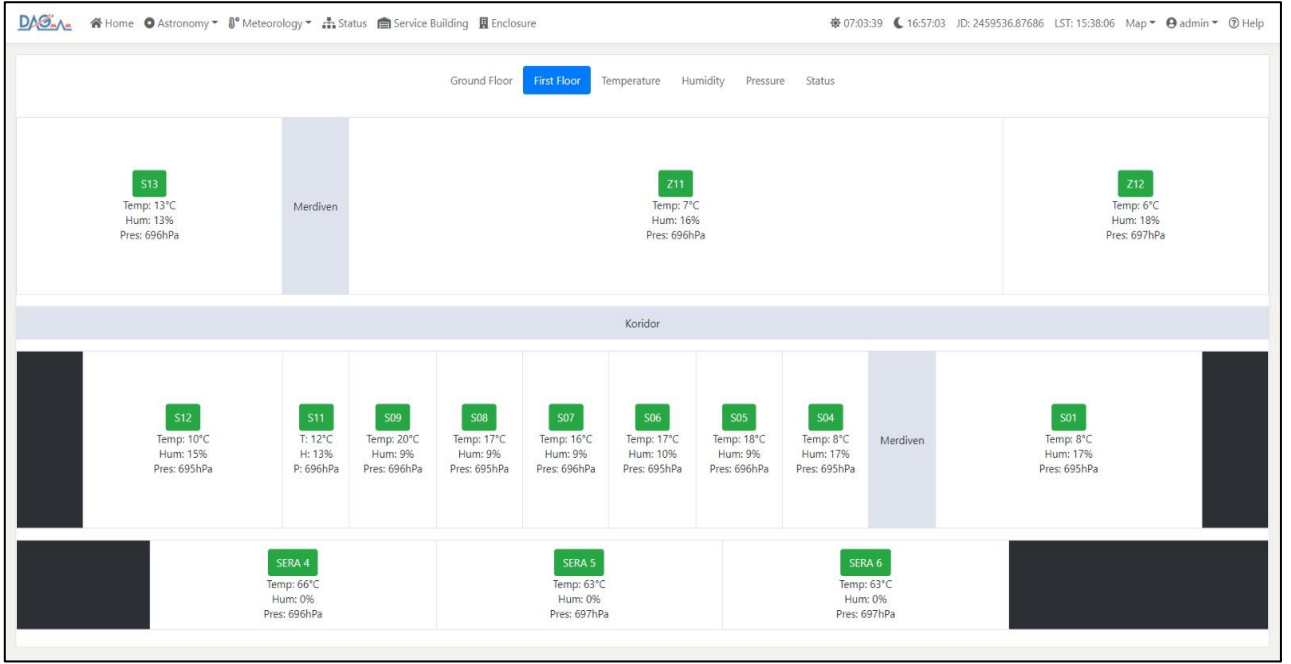 DAG Home Astronomy Meteorology Status Service Building Enclosure 07:03:39 16:57:03 JD: 2459536.87686 LST: 15:38:06 Map admin Help
Ground Floor First Floor Temperature Humidity Pressure Status
S13
Temp: 13°C
Hum: 13%
Pres: 696hPa
Merdiven
Z11
Temp: 7°C
Hum: 16%
Pres: 696hPa
Z12
Temp: 6°C
Hum: 18%
Pres: 697hPa
Koridor
S12
Temp: 10°C
Hum: 15%
Pres: 695hPa
S11
T: 12°C
H: 13%
P: 696hPa
S09
Temp: 20°C
Hum: 9%
Pres: 696hPa
S08
Temp: 17°C
Hum: 9%
Pres: 695hPa
S07
Temp: 16°C
Hum: 9%
Pres: 696hPa
S06
Temp: 17°C
Hum: 10%
Pres: 695hPa
S05
Temp: 18°C
Hum: 9%
Pres: 696hPa
S04
Temp: 8°C
Hum: 17%
Pres: 695hPa
Merdiven
S01
Temp: 8°C
Hum: 17%
Pres: 695hPa
SERA 4
Temp: 66°C
Hum: 0%
Pres: 696hPa
SERA 5
Temp: 63°C
Hum: 0%
Pres: 697hPa
SERA 6
Temp: 63°C
Hum: 0%
Pres: 697hPa